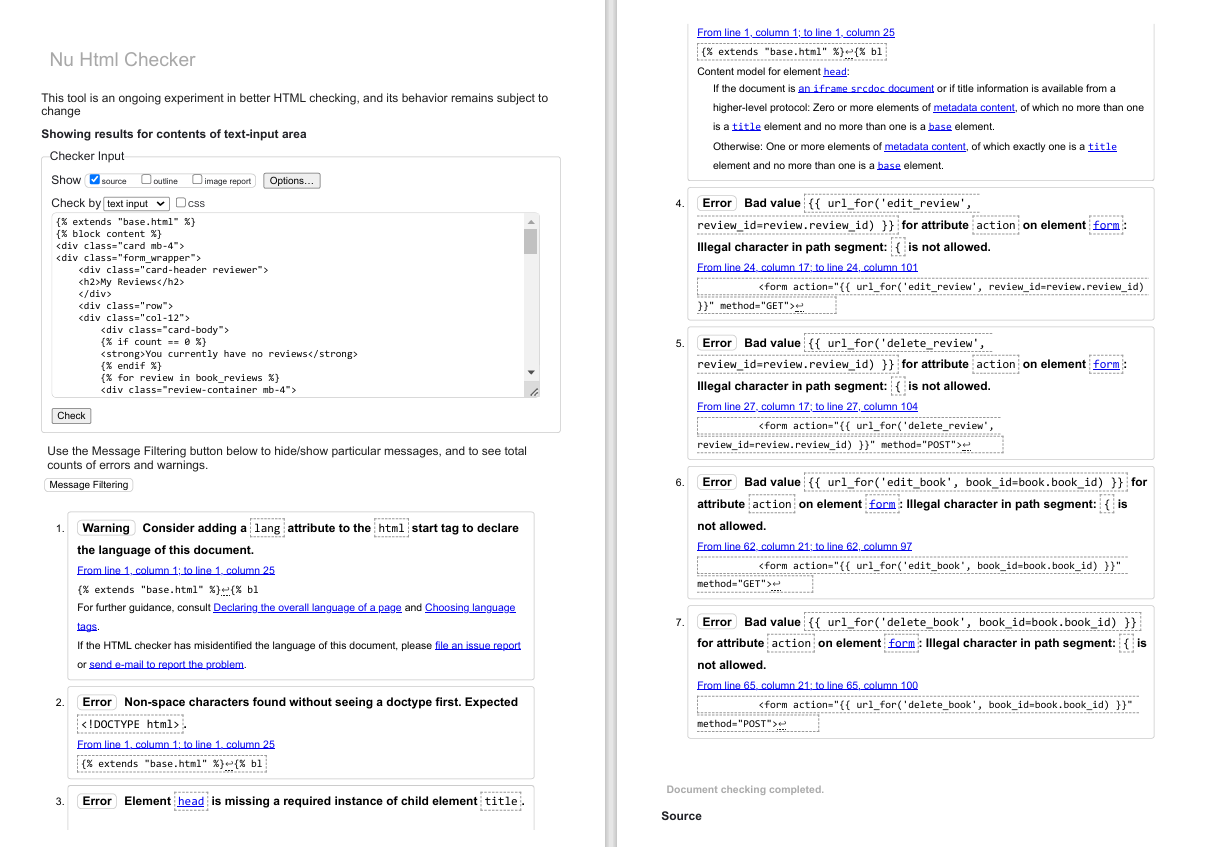 Nu Html Checker
This tool is an ongoing experiment in better HTML checking, and its behavior remains subject to
change
Showing results for contents of text-input area
Checker Input
Show source outline image report Options...
Check by text input css
{% extends "base.html" %}
{% block content %}
<div class="card mb-4">
<div class="form_wrapper">
    <div class="card-header reviewer">
    <h2>My Reviews</h2>
    </div>
    <div class="row">
    <div class="col-12">
        <div class="card-body">
        {% if count == 0 %}
        <strong>You currently have no reviews</strong>
        {% endif %}
        {% for review in book_reviews %}
        <div class="review-container mb-4">
Check
Use the Message Filtering button below to hide/show particular messages, and to see total
counts of errors and warnings.
Message Filtering
1. Warning Consider adding a lang attribute to the html start tag to declare
the language of this document.
From line 1, column 1; to line 1, column 25
{% extends "base.html" %}↩{% bl
For further guidance, consult Declaring the overall language of a page and Choosing language
tags.
If the HTML checker has misidentified the language of this document, please file an issue report
or send e-mail to report the problem.
2. Error Non-space characters found without seeing a doctype first. Expected
<!DOCTYPE html>.
From line 1, column 1; to line 1, column 25
{% extends "base.html" %}↩{% bl
3. Error Element head is missing a required instance of child element title.
From line 1, column 1; to line 1, column 25
{% extends "base.html" %}↩{% bl
Content model for element head:
If the document is an iframe srcdoc document or if title information is available from a
higher-level protocol: Zero or more elements of metadata content, of which no more than one
is a title element and no more than one is a base element.
Otherwise: One or more elements of metadata content, of which exactly one is a title
element and no more than one is a base element.
4. Error Bad value {{ url_for('edit_review',
review_id=review.review_id) }} for attribute action on element form:
Illegal character in path segment: { is not allowed.
From line 24, column 17; to line 24, column 101
<form action="{{ url_for('edit_review', review_id=review.review_id)
}}" method="GET">↩
5. Error Bad value {{ url_for('delete_review',
review_id=review.review_id) }} for attribute action on element form:
Illegal character in path segment: { is not allowed.
From line 27, column 17; to line 27, column 104
<form action="{{ url_for('delete_review',
review_id=review.review_id) }}" method="POST">↩
6. Error Bad value {{ url_for('edit_book', book_id=book.book_id) }} for
attribute action on element form: Illegal character in path segment: { is
not allowed.
From line 62, column 21; to line 62, column 97
<form action="{{ url_for('edit_book', book_id=book.book_id) }}"
method="GET">↩
7. Error Bad value {{ url_for('delete_book', book_id=book.book_id) }}
for attribute action on element form: Illegal character in path segment: { is
not allowed.
From line 65, column 21; to line 65, column 100
<form action="{{ url_for('delete_book', book_id=book.book_id) }}"
method="POST">↩
Document checking completed.
Source